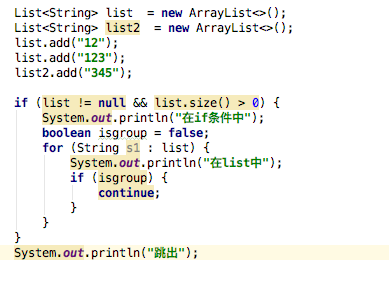 List<String> list  = new ArrayList<>();
List<String> list2  = new ArrayList<>();
list.add("12");
list.add("123");
list2.add("345");
if (list != null && list.size() > 0) {
System.out.println("在if条件中");
boolean isgroup = false;
for (String s1 : list) {
System.out.println("在list中");
if (isgroup) {
continue;
}
}
}
System.out.println("跳出");